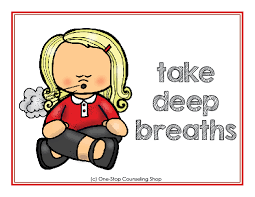 take
deep
breaths
(c) One-Stop Counseling Shop